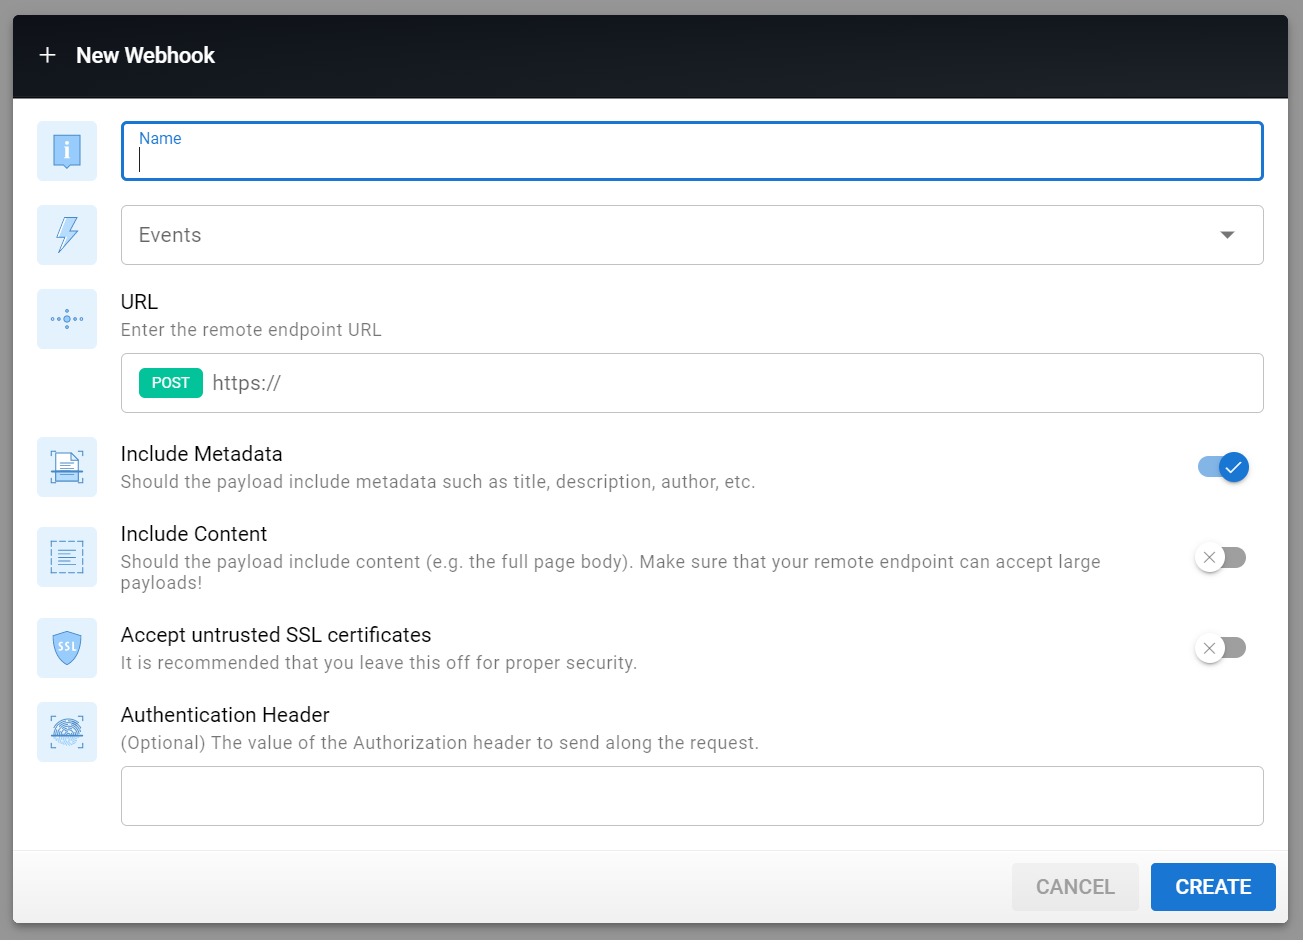 New Webhook
Name
Events
URL
Enter the remote endpoint URL
POST https://
Include Metadata
Should the payload include metadata such as title, description, author, etc.
Include Content
Should the payload include content (e.g. the full page body). Make sure that your remote endpoint can accept large
payloads!
SSL
Accept untrusted SSL certificates
It is recommended that you leave this off for proper security.
Authentication Header
(Optional) The value of the Authorization header to send along the request.
CANCEL CREATE